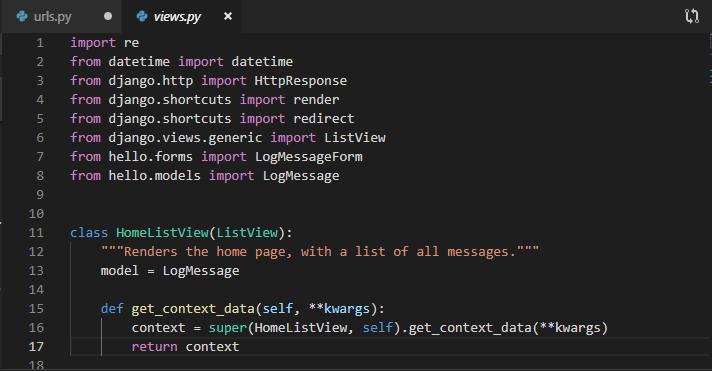 urls.py views.py
1 import re
2 from datetime import datetime
3 from django.http import HttpResponse
4 from django.shortcuts import render
5 from django.shortcuts import redirect
6 from django.views.generic import ListView
7 from hello.forms import LogMessageForm
8 from hello.models import LogMessage
9
10
11 class HomeListView(ListView):
12     """Renders the home page, with a list of all messages."""
13     model = LogMessage
14
15     def get_context_data(self, **kwargs):
16         context = super(HomeListView, self).get_context_data(**kwargs)
17         return context
18